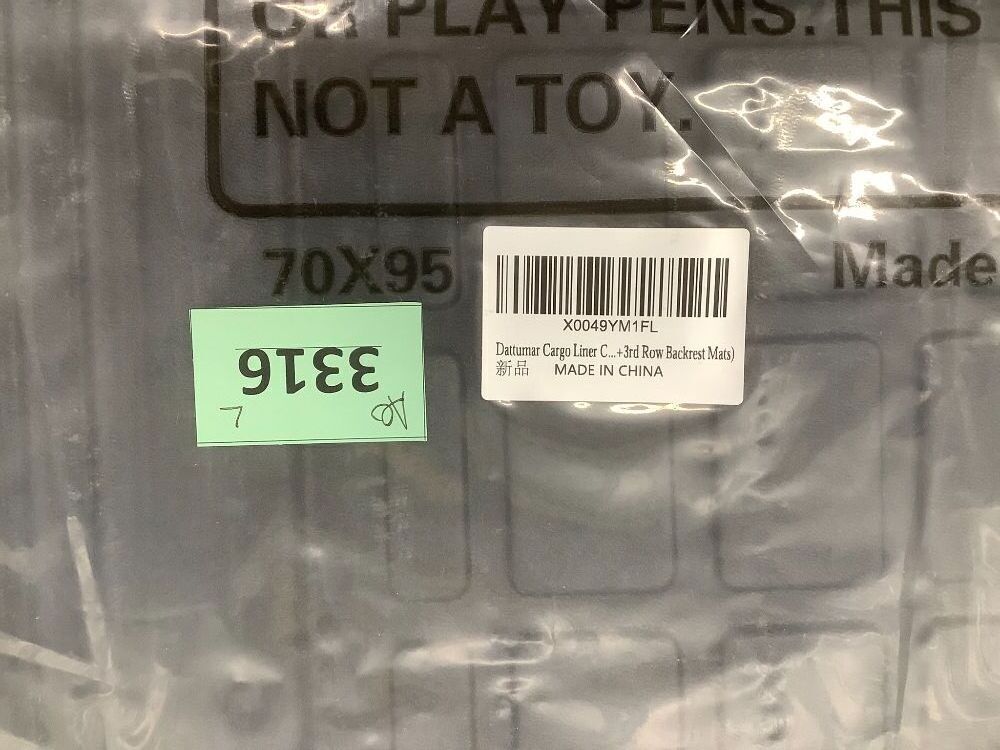 OR PLAY PENS.THIS
NOT A TOY.
70X95
Made
X0049YM1FL
Dattumar Cargo Liner C...+3rd Row Backrest Mats)
新品 MADE IN CHINA
3316